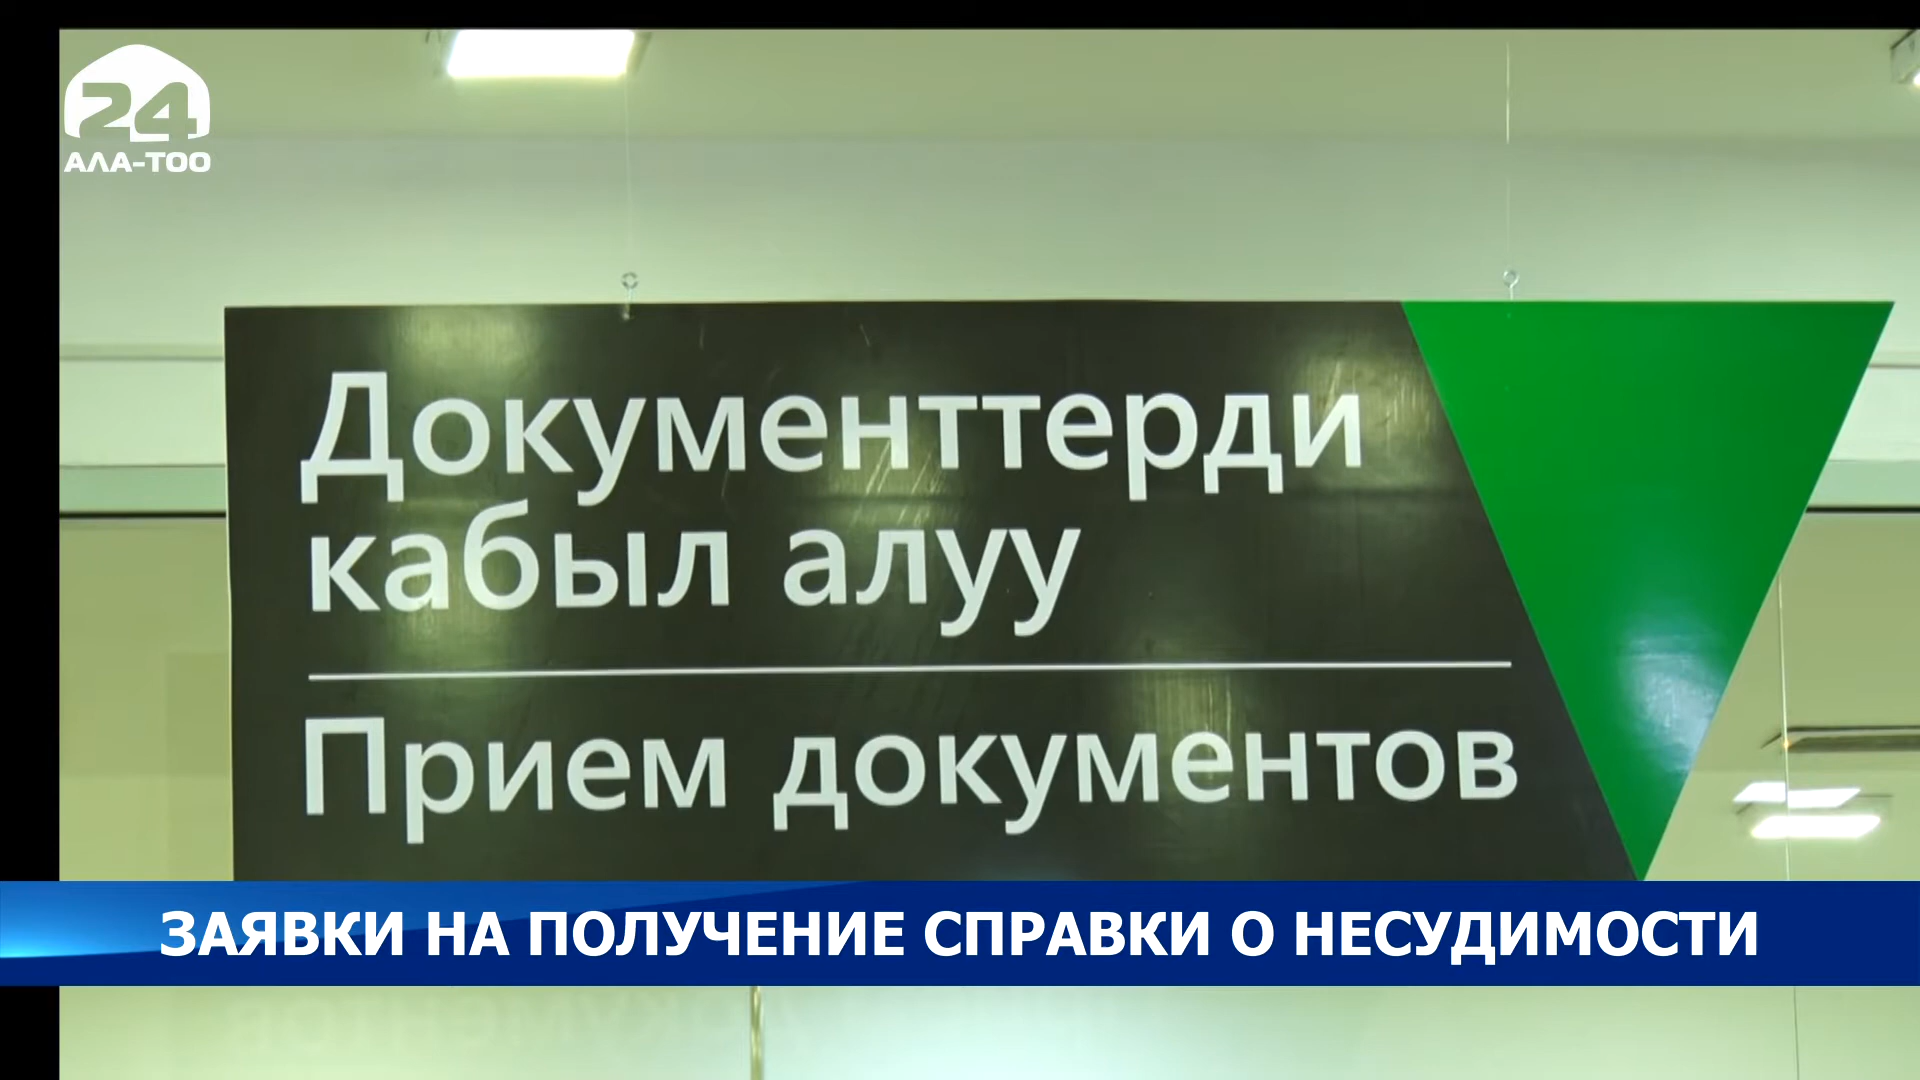 24
АЛА-ТОО
Документтерди
кабыл алуу
Прием документов
ЗАЯВКИ НА ПОЛУЧЕНИЕ СПРАВКИ О НЕСУДИМОСТИ